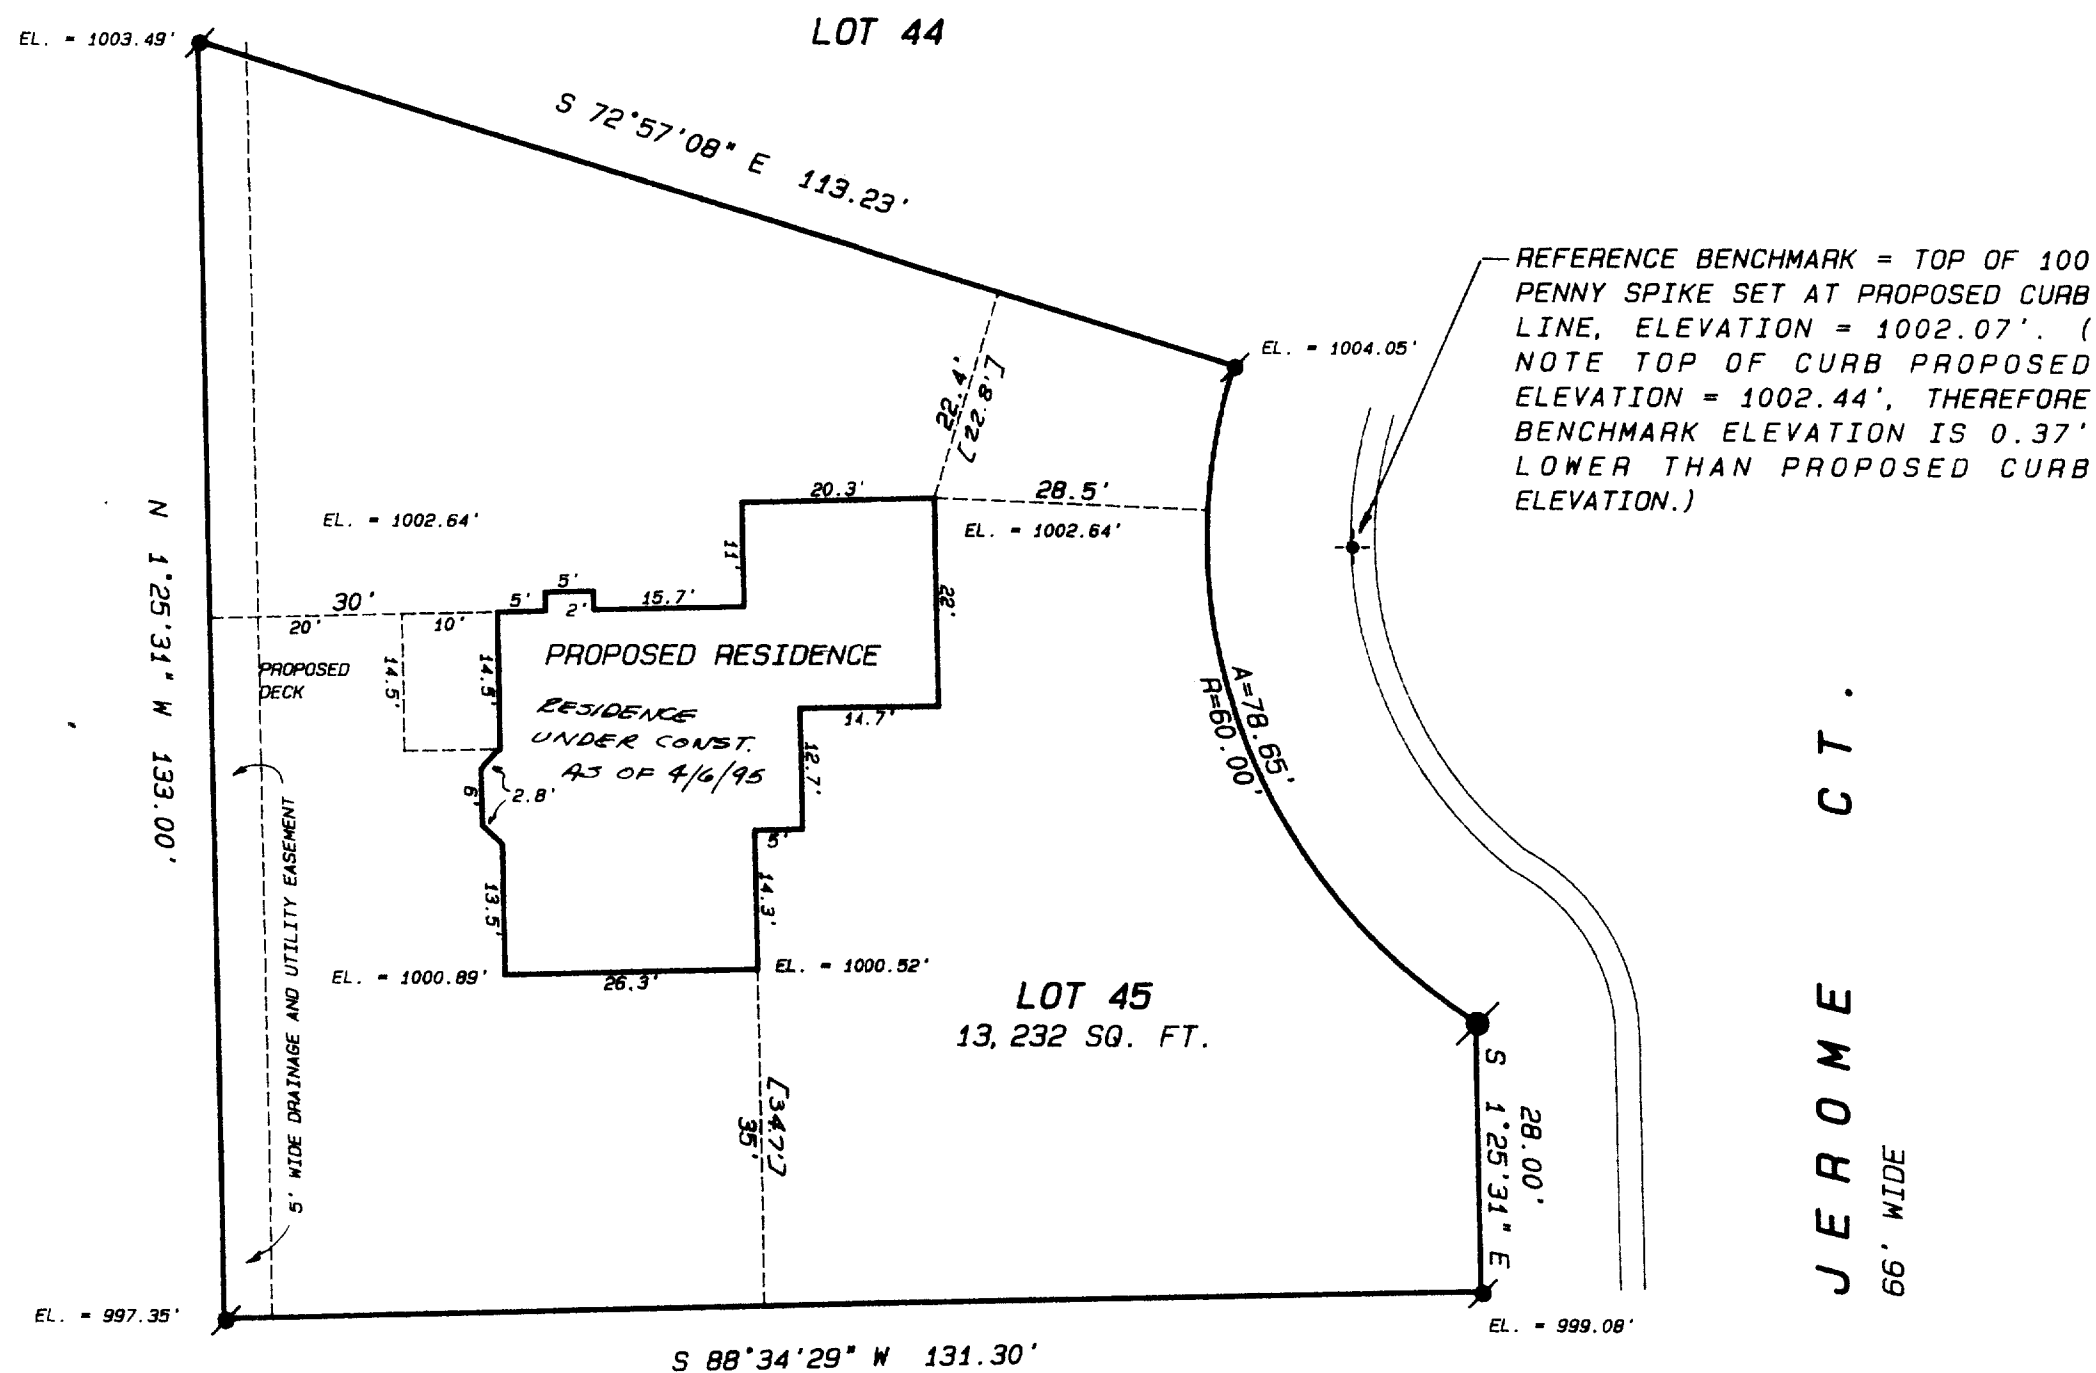 LOT 44
EL. = 1003.49'
S 72°57'08" E 113.23'
REFERENCE BENCHMARK = TOP OF 100
PENNY SPIKE SET AT PROPOSED CURB
LINE, ELEVATION = 1002.07'. (
NOTE TOP OF CURB PROPOSED
ELEVATION = 1002.44', THEREFORE
BENCHMARK ELEVATION IS 0.37'
LOWER THAN PROPOSED CURB
ELEVATION.)
EL. = 1004.05'
22.4'
[22.8']
20.3'
28.5'
EL. = 1002.64'
EL. = 1002.64'
11'
22'
5'
5'
2'
15.7'
30'
20'
10'
N 1°25'31" W 133.00'
PROPOSED
DECK
14.5'
14.5'
PROPOSED RESIDENCE
RESIDENCE
UNDER CONST.
AS OF 4/6/95
14.7'
12.7'
6'
2.8'
5'
14.3'
13.5'
A=78.65'
R=60.00'
5' WIDE DRAINAGE AND UTILITY EASEMENT
EL. = 1000.89'
26.3'
EL. = 1000.52'
LOT 45
13,232 SQ. FT.
[34.7']
35'
28.00'
S 1°25'31" E
JEROME CT.
66' WIDE
EL. = 997.35'
EL. = 999.08'
S 88°34'29" W 131.30'